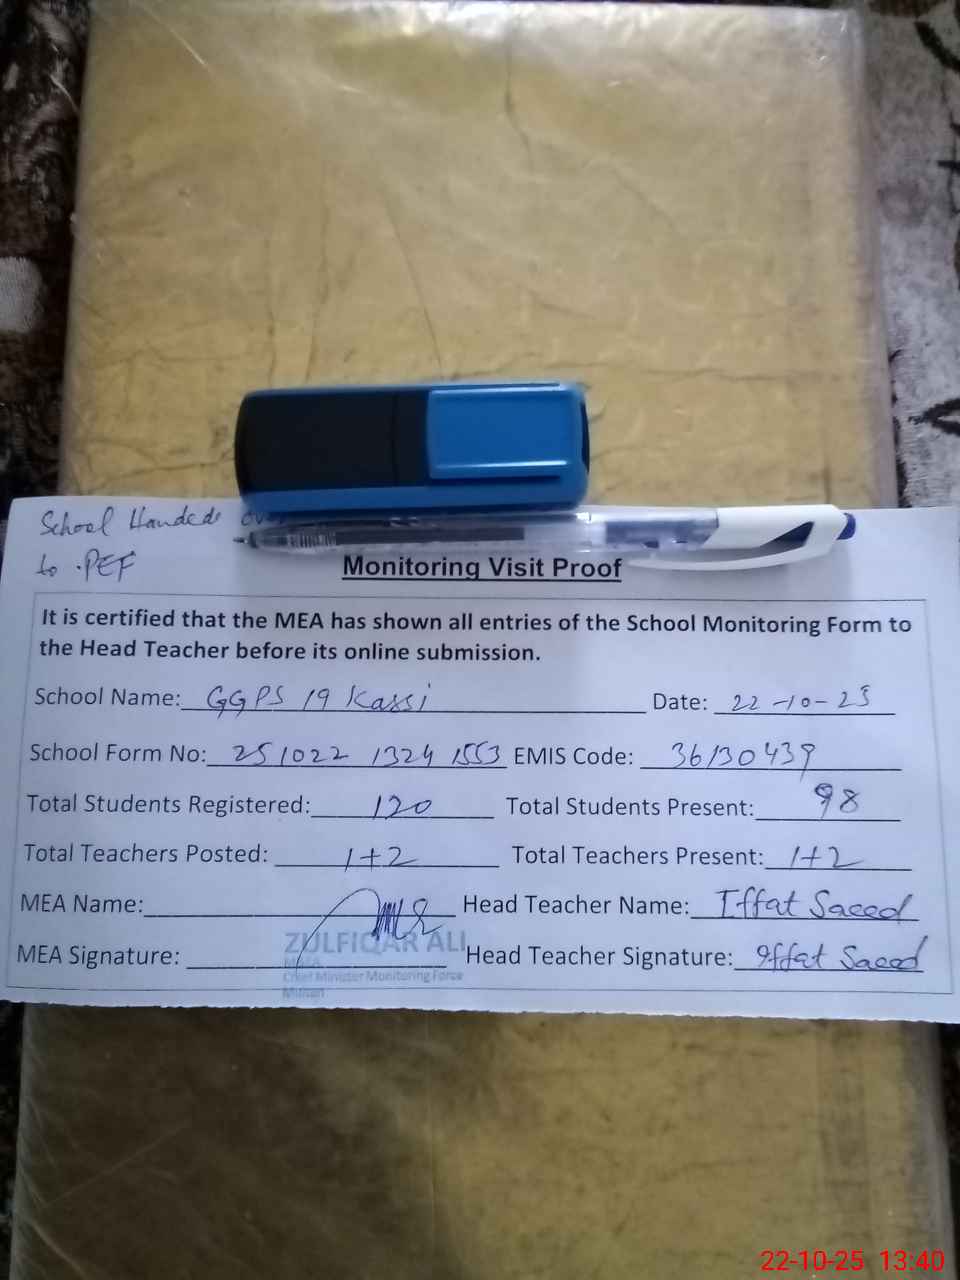 School Handed over
to PEF
Monitoring Visit Proof
It is certified that the MEA has shown all entries of the School Monitoring Form to
the Head Teacher before its online submission.
School Name: GGPS 19 Kassi Date: 22-10-25
School Form No: 251022 1324 1553 EMIS Code: 36130439
Total Students Registered: 120 Total Students Present: 98
Total Teachers Posted: 1+2 Total Teachers Present: 1+2
MEA Name: Head Teacher Name: Iffat Saeed
MEA Signature: Head Teacher Signature: Iffat Saeed
ZULFIQAR ALI
MEA
Chief Minister Monitoring Force
Multan
22-10-25 13:40